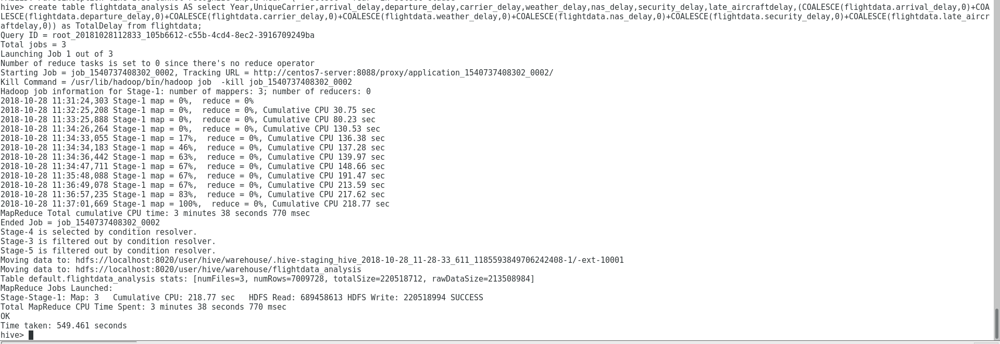 hive> create table flightdata_analysis AS select Year,UniqueCarrier,arrival_delay,departure_delay,carrier_delay,weather_delay,nas_delay,security_delay,late_aircraftdelay,(COALESCE(flightdata.arrival_delay,0)+COA
LESCE(flightdata.departure_delay,0)+COALESCE(flightdata.carrier_delay,0)+COALESCE(flightdata.weather_delay,0)+COALESCE(flightdata.nas_delay,0)+COALESCE(flightdata.security_delay,0)+COALESCE(flightdata.late_aircr
aftdelay,0)) as TotalDelay from flightdata;
Query ID = root_20181028112833_105b6612-c55b-4cd4-8ec2-3916709249ba
Total jobs = 3
Launching Job 1 out of 3
Number of reduce tasks is set to 0 since there's no reduce operator
Starting Job = job_1540737408302_0002, Tracking URL = http://centos7-server:8088/proxy/application_1540737408302_0002/
Kill Command = /usr/lib/hadoop/bin/hadoop job  -kill job_1540737408302_0002
Hadoop job information for Stage-1: number of mappers: 3; number of reducers: 0
2018-10-28 11:31:24,303 Stage-1 map = 0%,  reduce = 0%
2018-10-28 11:32:25,208 Stage-1 map = 0%,  reduce = 0%, Cumulative CPU 30.75 sec
2018-10-28 11:33:25,888 Stage-1 map = 0%,  reduce = 0%, Cumulative CPU 80.23 sec
2018-10-28 11:34:26,264 Stage-1 map = 0%,  reduce = 0%, Cumulative CPU 130.53 sec
2018-10-28 11:34:33,055 Stage-1 map = 17%,  reduce = 0%, Cumulative CPU 136.38 sec
2018-10-28 11:34:34,183 Stage-1 map = 46%,  reduce = 0%, Cumulative CPU 137.28 sec
2018-10-28 11:34:36,442 Stage-1 map = 63%,  reduce = 0%, Cumulative CPU 139.97 sec
2018-10-28 11:34:47,711 Stage-1 map = 67%,  reduce = 0%, Cumulative CPU 148.66 sec
2018-10-28 11:35:48,088 Stage-1 map = 67%,  reduce = 0%, Cumulative CPU 191.47 sec
2018-10-28 11:36:49,078 Stage-1 map = 67%,  reduce = 0%, Cumulative CPU 213.59 sec
2018-10-28 11:36:57,235 Stage-1 map = 83%,  reduce = 0%, Cumulative CPU 217.62 sec
2018-10-28 11:37:01,669 Stage-1 map = 100%,  reduce = 0%, Cumulative CPU 218.77 sec
MapReduce Total cumulative CPU time: 3 minutes 38 seconds 770 msec
Ended Job = job_1540737408302_0002
Stage-4 is selected by condition resolver.
Stage-3 is filtered out by condition resolver.
Stage-5 is filtered out by condition resolver.
Moving data to: hdfs://localhost:8020/user/hive/warehouse/.hive-staging_hive_2018-10-28_11-28-33_611_1185593849706242408-1/-ext-10001
Moving data to: hdfs://localhost:8020/user/hive/warehouse/flightdata_analysis
Table default.flightdata_analysis stats: [numFiles=3, numRows=7009728, totalSize=220518712, rawDataSize=213508984]
MapReduce Jobs Launched:
Stage-Stage-1: Map: 3   Cumulative CPU: 218.77 sec   HDFS Read: 689458613 HDFS Write: 220518994 SUCCESS
Total MapReduce CPU Time Spent: 3 minutes 38 seconds 770 msec
OK
Time taken: 549.461 seconds
hive>